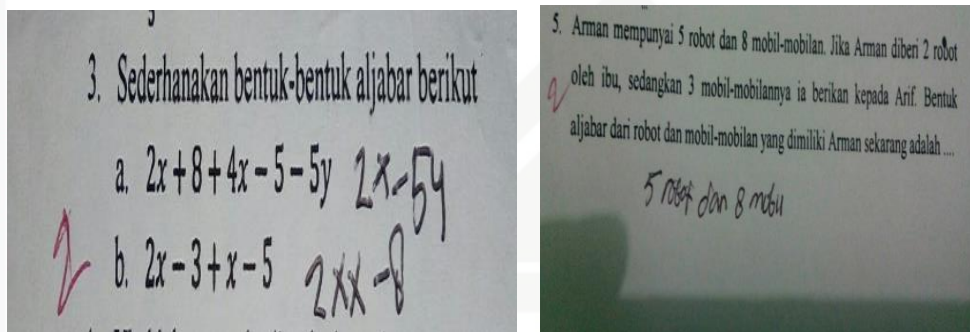 3. Sederhanakan bentuk-bentuk aljabar berikut
a. 2x + 8 + 4x - 5 - 5y 2x-5y
2 b. 2x - 3 + x - 5 2xx-8
5. Arman mempunyai 5 robot dan 8 mobil-mobilan. Jika Arman diberi 2 robot
2 oleh ibu, sedangkan 3 mobil-mobilannya ia berikan kepada Arif. Bentuk
aljabar dari robot dan mobil-mobilan yang dimiliki Arman sekarang adalah ....
5 robot dan 8 mobil